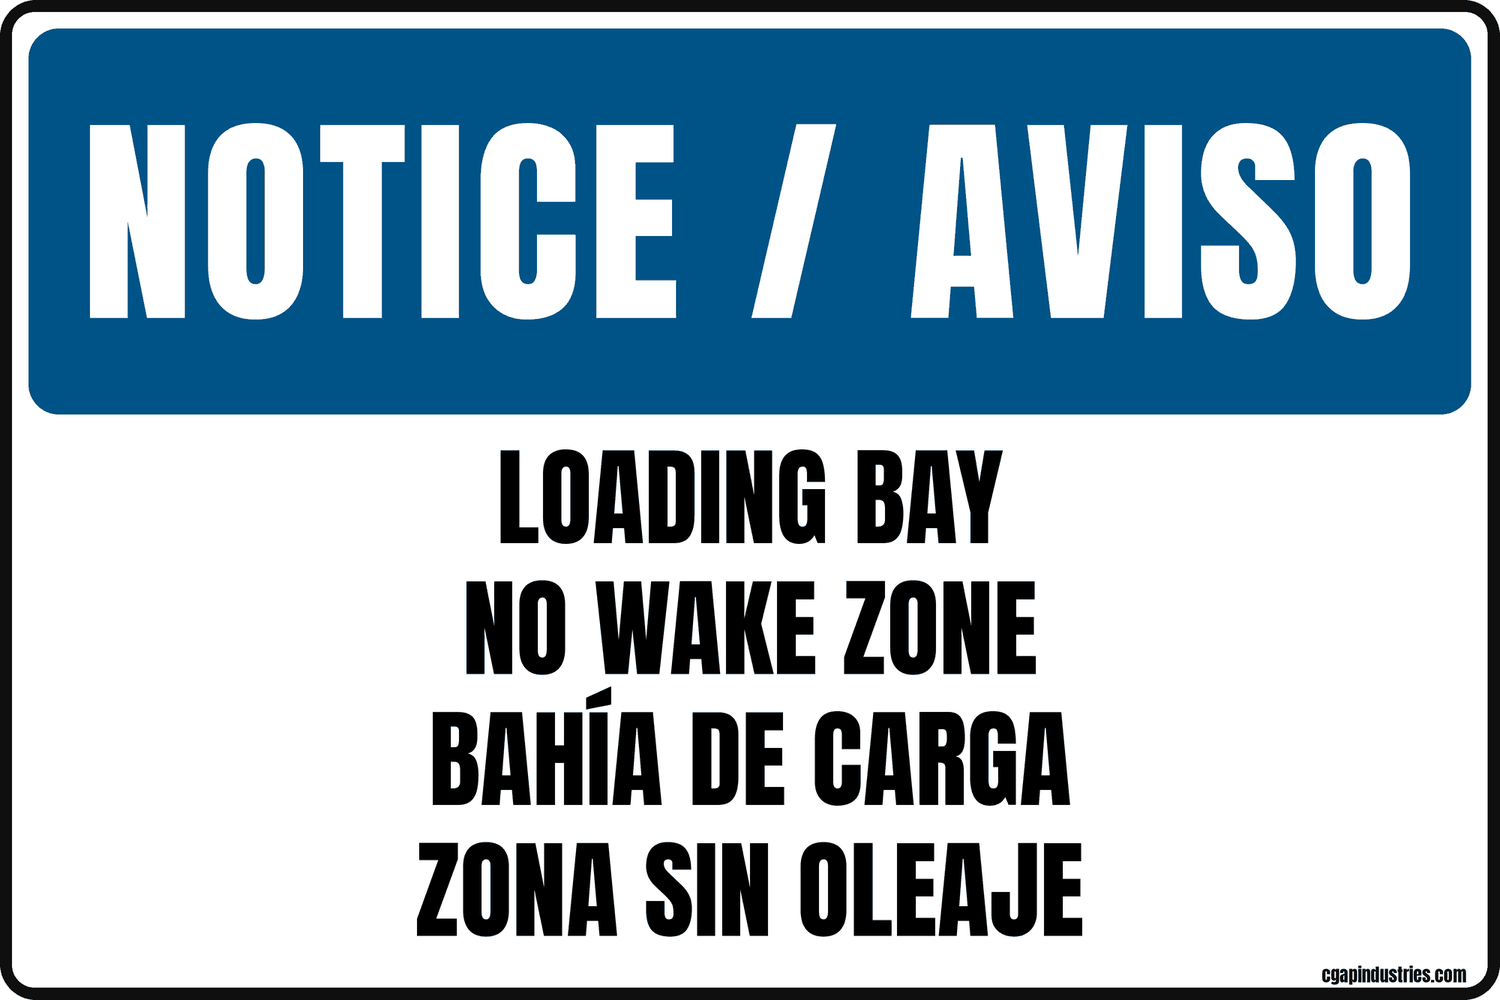 NOTICE / AVISO
LOADING BAY
NO WAKE ZONE
BAHÍA DE CARGA
ZONA SIN OLEAJE
cgapindustries.com